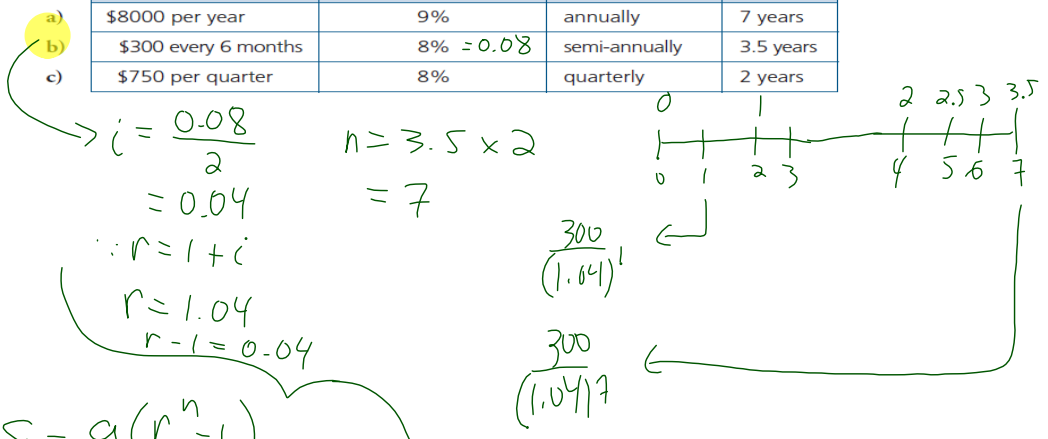 a) $8000 per year 9% annually 7 years
b) $300 every 6 months 8% = 0.08 semi-annually 3.5 years
c) $750 per quarter 8% quarterly 2 years
0 1 2 2.5 3 3.5
0 1 2 3 4 5 6 7
i = 0.08 / 2
n = 3.5 x 2
= 0.04
= 7
∵ r = 1 + i
300 / (1.04)^1
r = 1.04
r - 1 = 0.04
300 / (1.04)^7
S = a(r^n - 1)